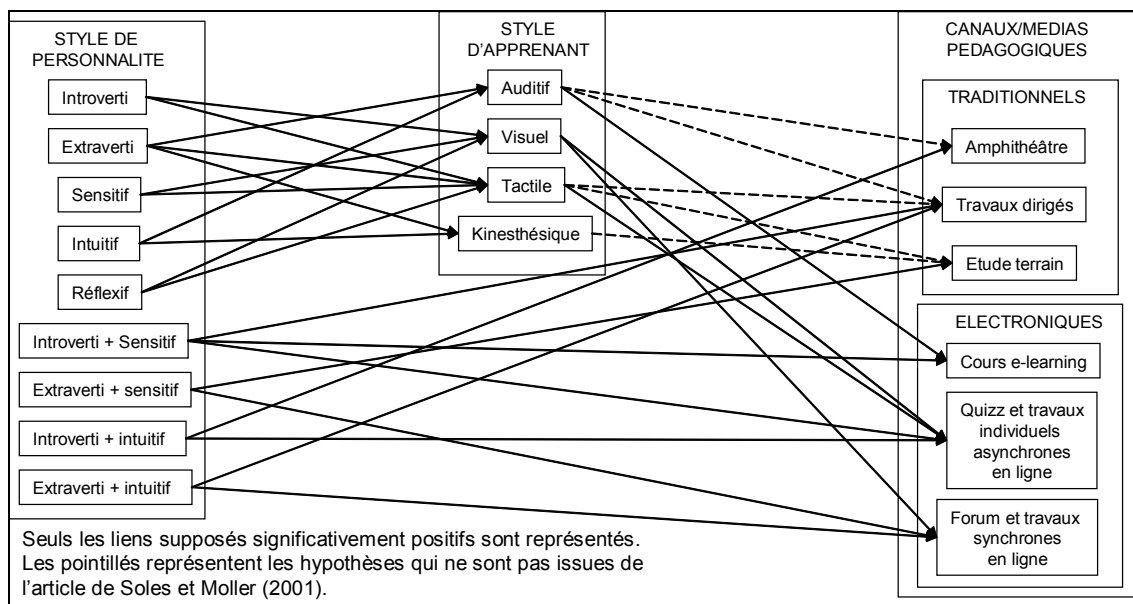 STYLE DE
PERSONNALITE
Introverti
Extraverti
Sensitif
Intuitif
Réflexif
Introverti + Sensitif
Extraverti + sensitif
Introverti + intuitif
Extraverti + intuitif
STYLE
D’APPRENANT
Auditif
Visuel
Tactile
Kinesthésique
CANAUX/MEDIAS
PEDAGOGIQUES
TRADITIONNELS
Amphithéâtre
Travaux dirigés
Etude terrain
ELECTRONIQUES
Cours e-learning
Quizz et travaux
individuels
asynchrones
en ligne
Forum et travaux
synchrones
en ligne
Seuls les liens supposés significativement positifs sont représentés.
Les pointillés représentent les hypothèses qui ne sont pas issues de
l’article de Soles et Moller (2001).